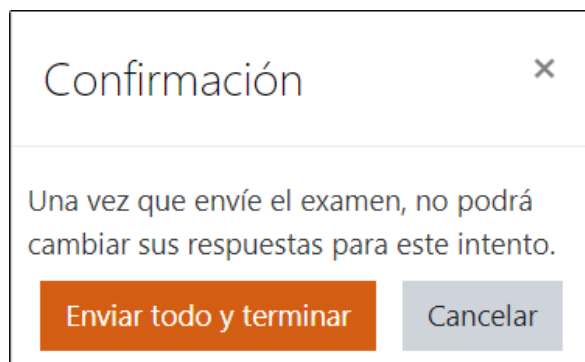 Confirmación
Una vez que envíe el examen, no podrá
cambiar sus respuestas para este intento.
Enviar todo y terminar
Cancelar